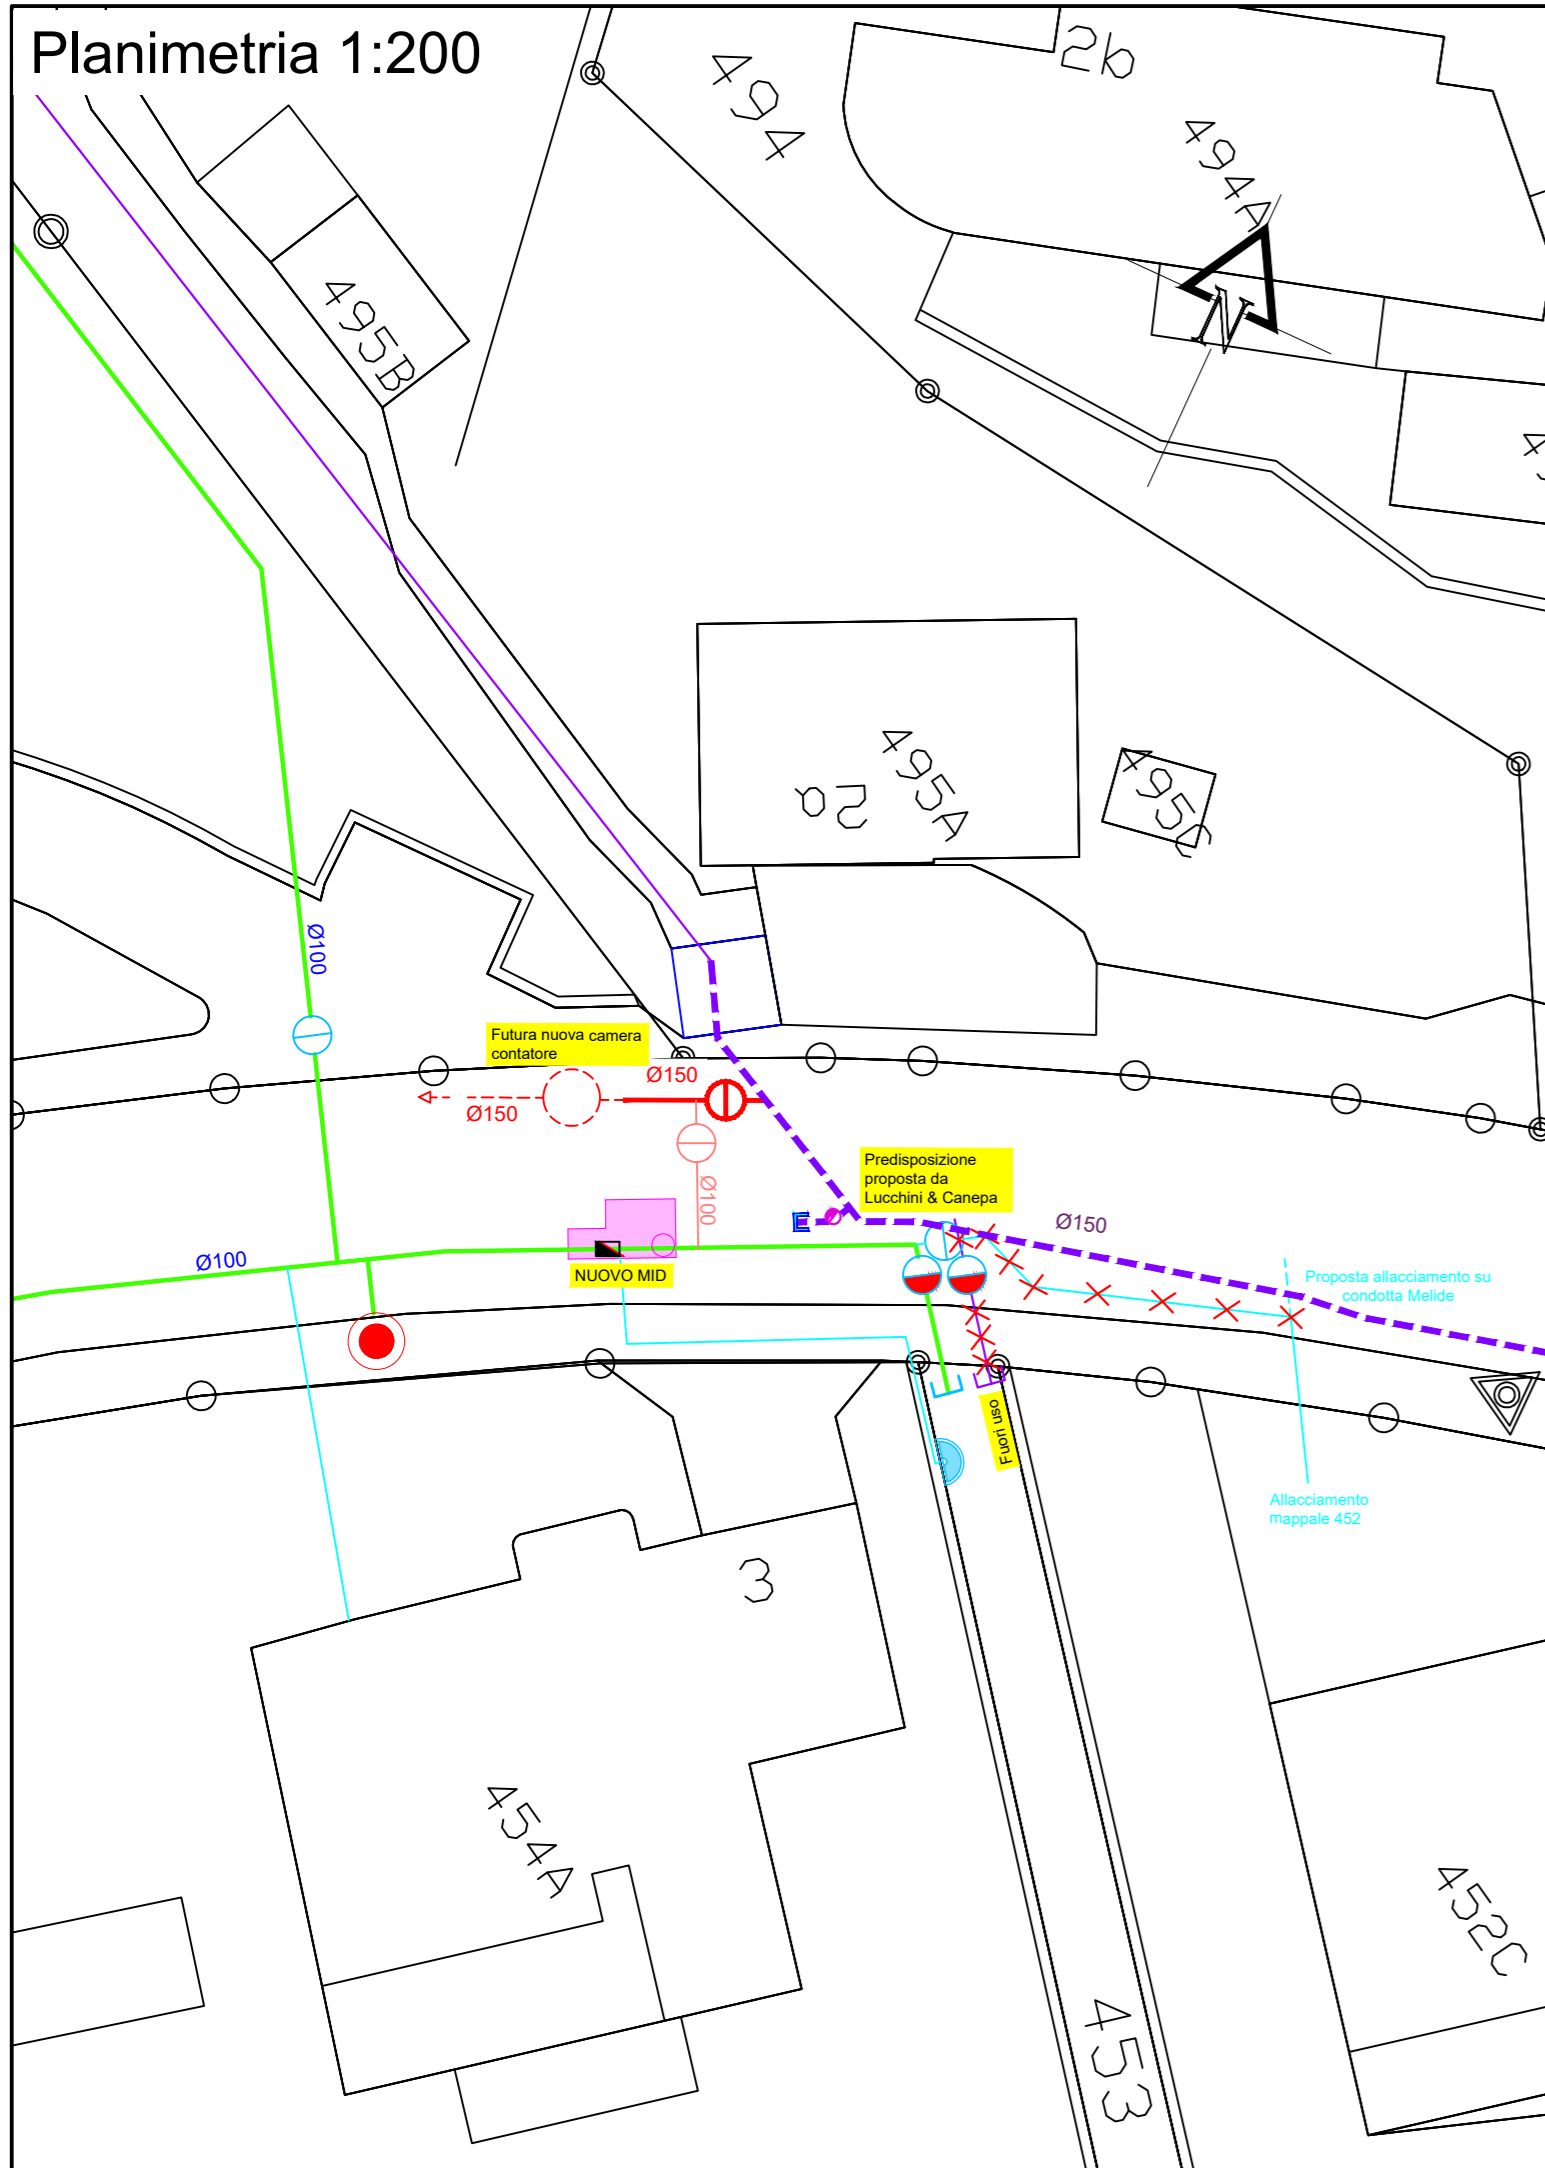 Planimetria 1:200
494
2b
494A
N
495B
495A
2a
495C
Ø100
Futura nuova camera
contatore
Ø150
Ø150
Predisposizione
proposta da
Lucchini & Canepa
Ø100
Ø150
Ø100
NUOVO MID
Proposta allacciamento su
condotta Melide
Fuori uso
Allacciamento
mappale 452
3
454A
452C
453